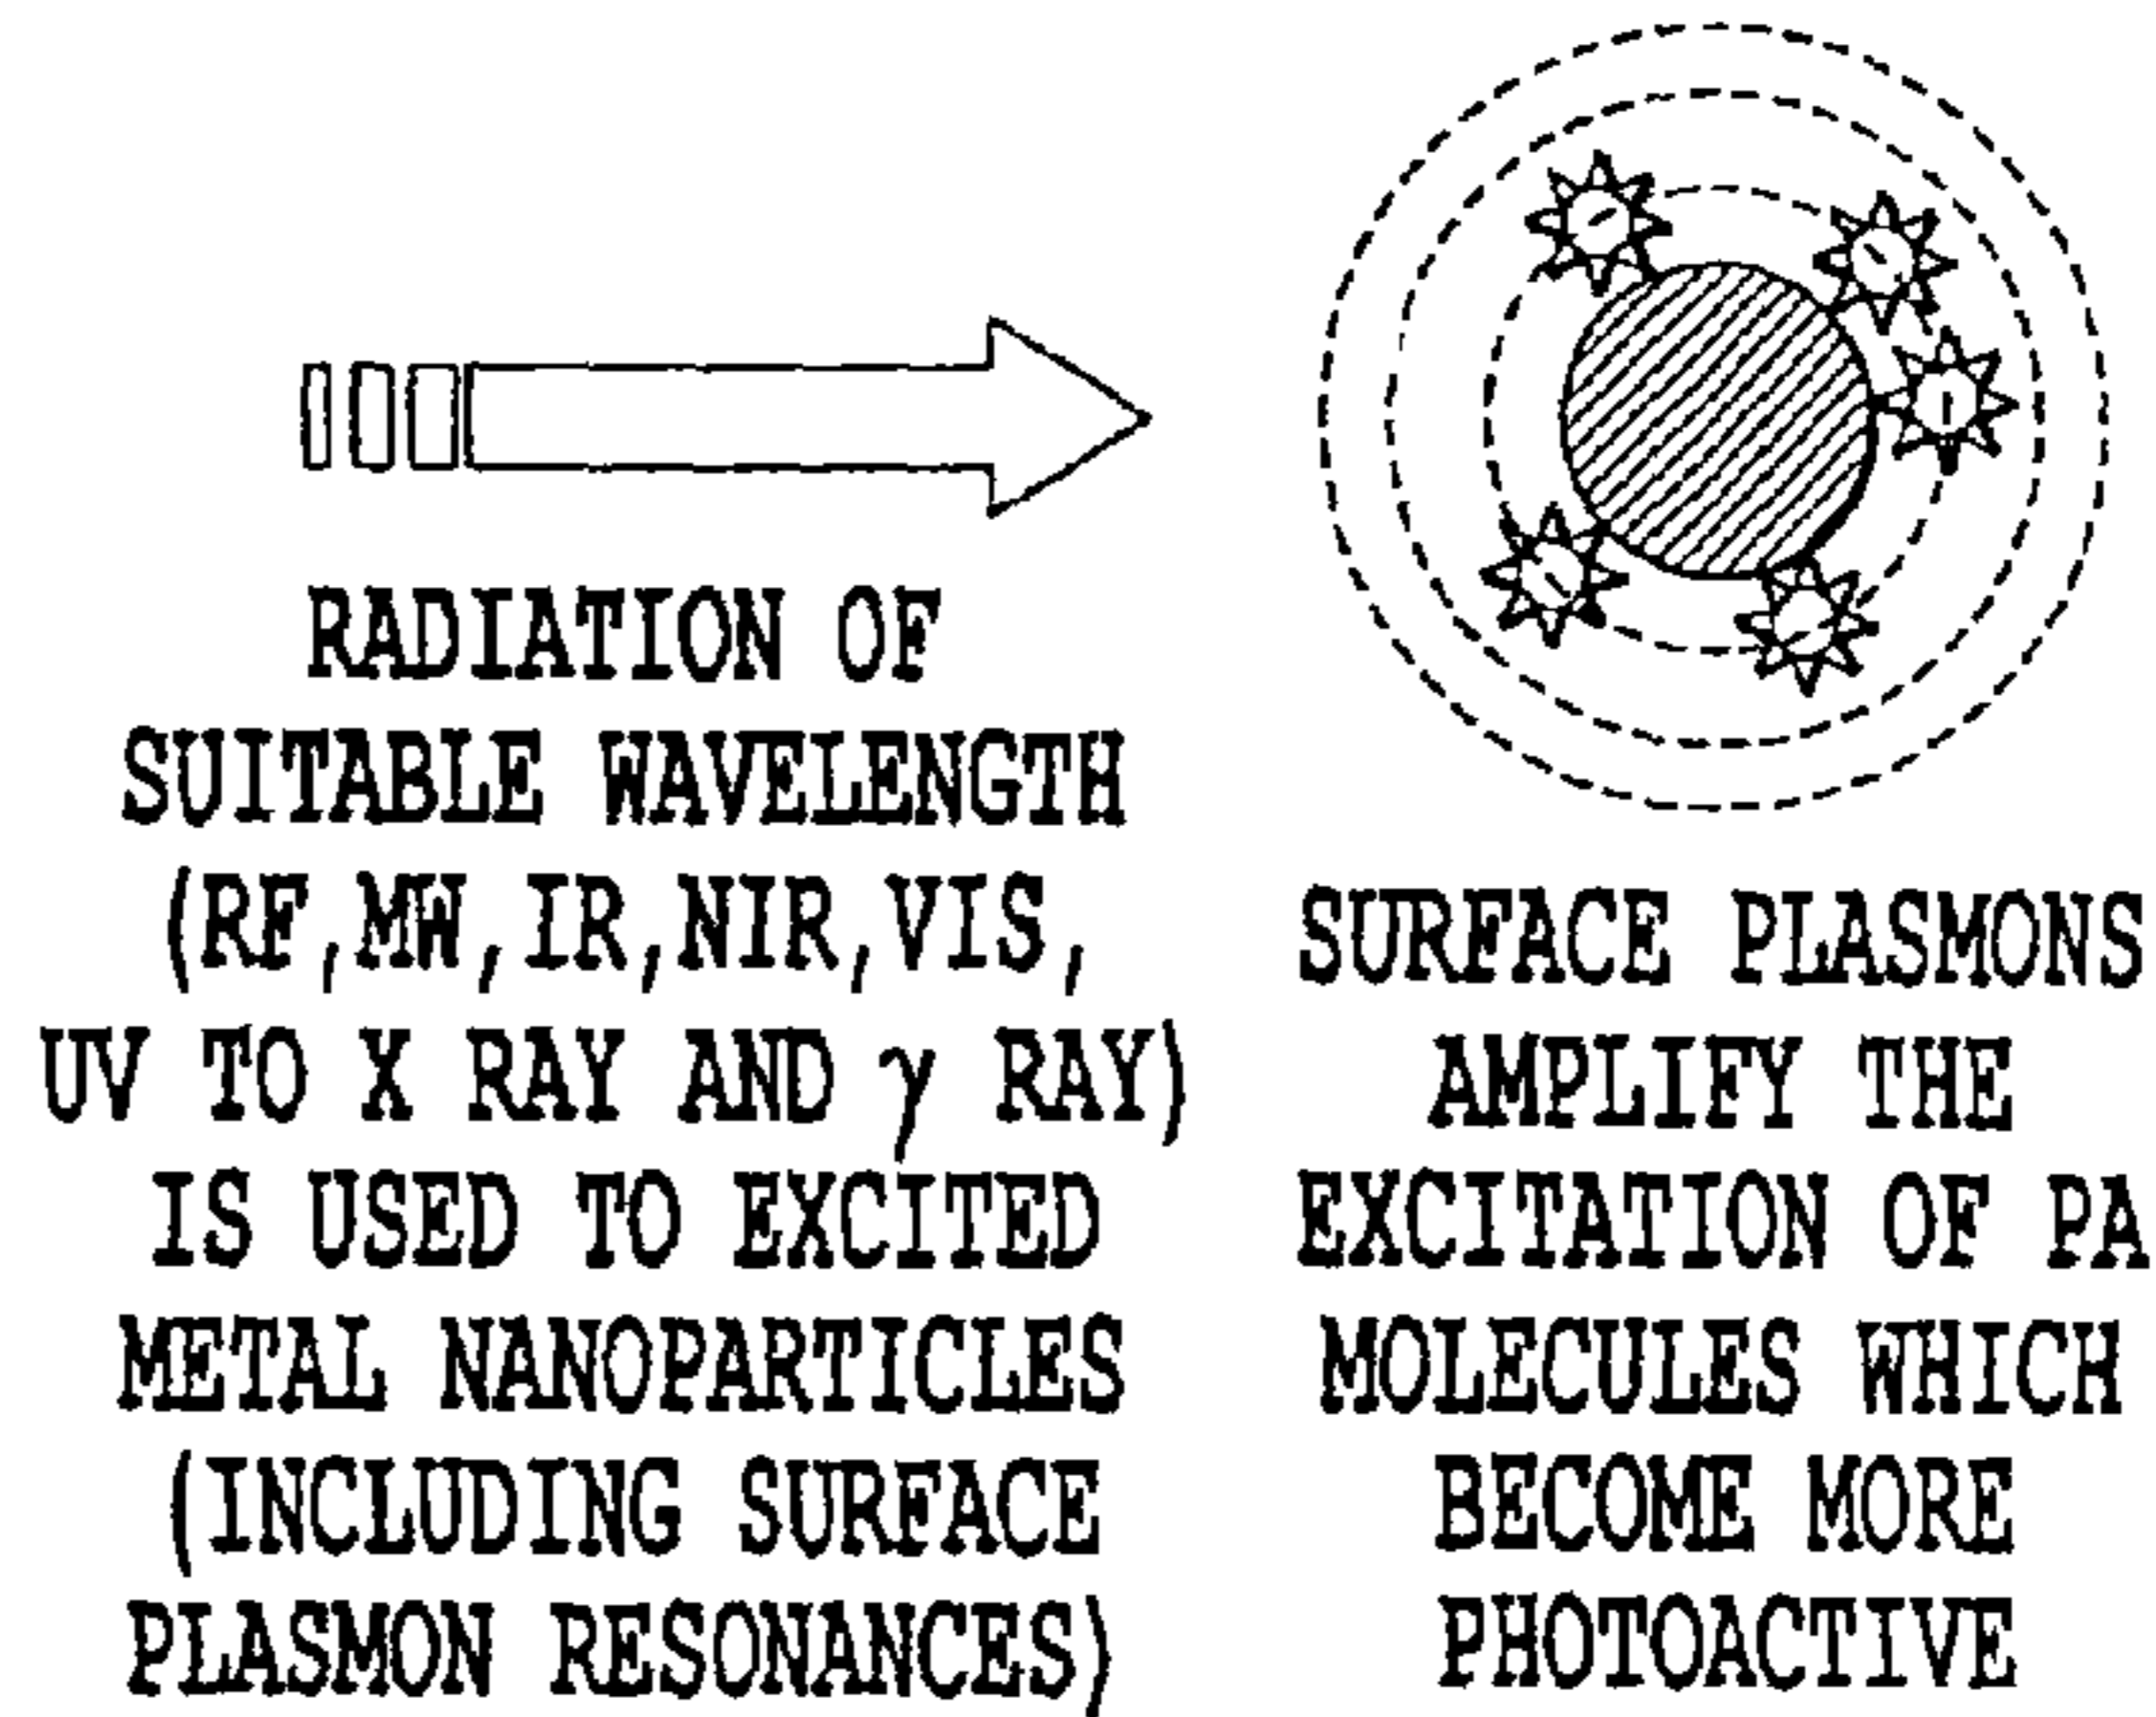 RADIATION OF
SUITABLE WAVELENGTH
(RF,MW,IR,NIR,VIS,
UV TO X RAY AND γ RAY)
IS USED TO EXCITED
METAL NANOPARTICLES
(INCLUDING SURFACE
PLASMON RESONANCES)
SURFACE PLASMONS
AMPLIFY THE
EXCITATION OF PA
MOLECULES WHICH
BECOME MORE
PHOTOACTIVE